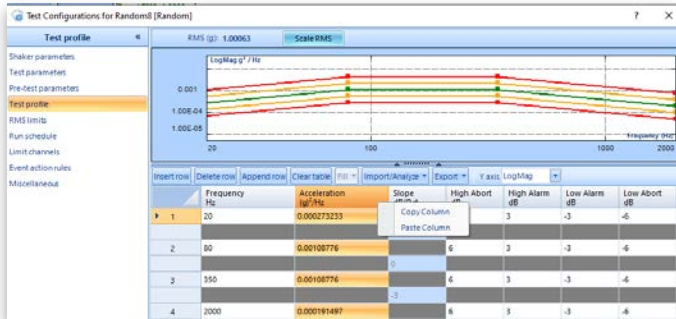 Test Configurations for Random8 [Random]
? ×
Test profile «
RMS (g): 1.00063 Scale RMS
Shaker parameters
Test parameters
Pre-test parameters
Test profile
RMS limits
Run schedule
Limit channels
Event action rules
Miscellaneous
LogMag g² / Hz
0.001
1.00E-04
1.00E-05
Frequency (Hz)
20 100 1000 2000
Insert row Delete row Append row Clear table Fill Import/Analyze Export Y axis LogMag
Frequency Hz
Acceleration (g)²/Hz
Slope
High Abort dB
High Alarm dB
Low Alarm dB
Low Abort dB
Copy Column
Paste Column
1 20 0.000273233 3 -3 -6
2 80 0.00108776 6 3 -3 -6
0
3 350 0.00108776 6 3 -3 -6
-3
4 2000 0.000191497 6 3 -3 -6